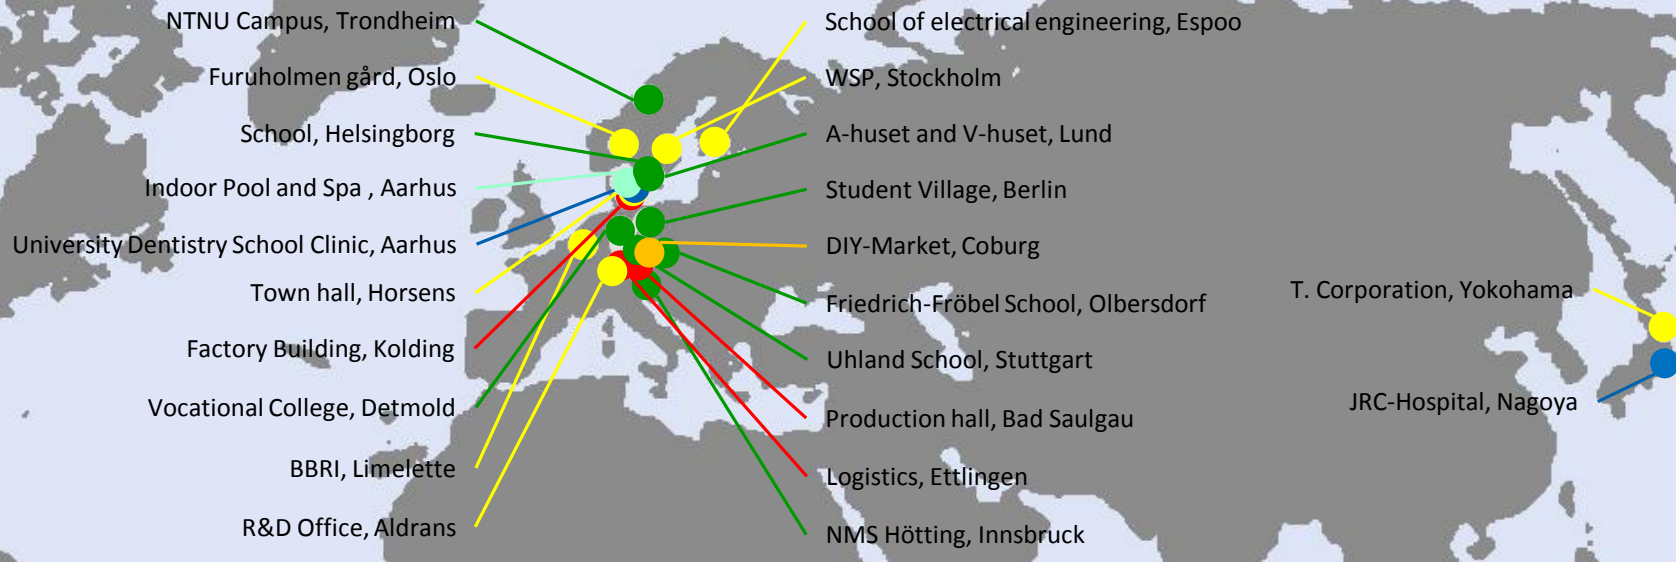 NTNU Campus, Trondheim
Furuholmen gård, Oslo
School, Helsingborg
Indoor Pool and Spa , Aarhus
University Dentistry School Clinic, Aarhus
Town hall, Horsens
Factory Building, Kolding
Vocational College, Detmold
BBRI, Limelette
R&D Office, Aldrans
School of electrical engineering, Espoo
WSP, Stockholm
A-huset and V-huset, Lund
Student Village, Berlin
DIY-Market, Coburg
Friedrich-Fröbel School, Olbersdorf
Uhland School, Stuttgart
Production hall, Bad Saulgau
Logistics, Ettlingen
NMS Hötting, Innsbruck
T. Corporation, Yokohama
JRC-Hospital, Nagoya